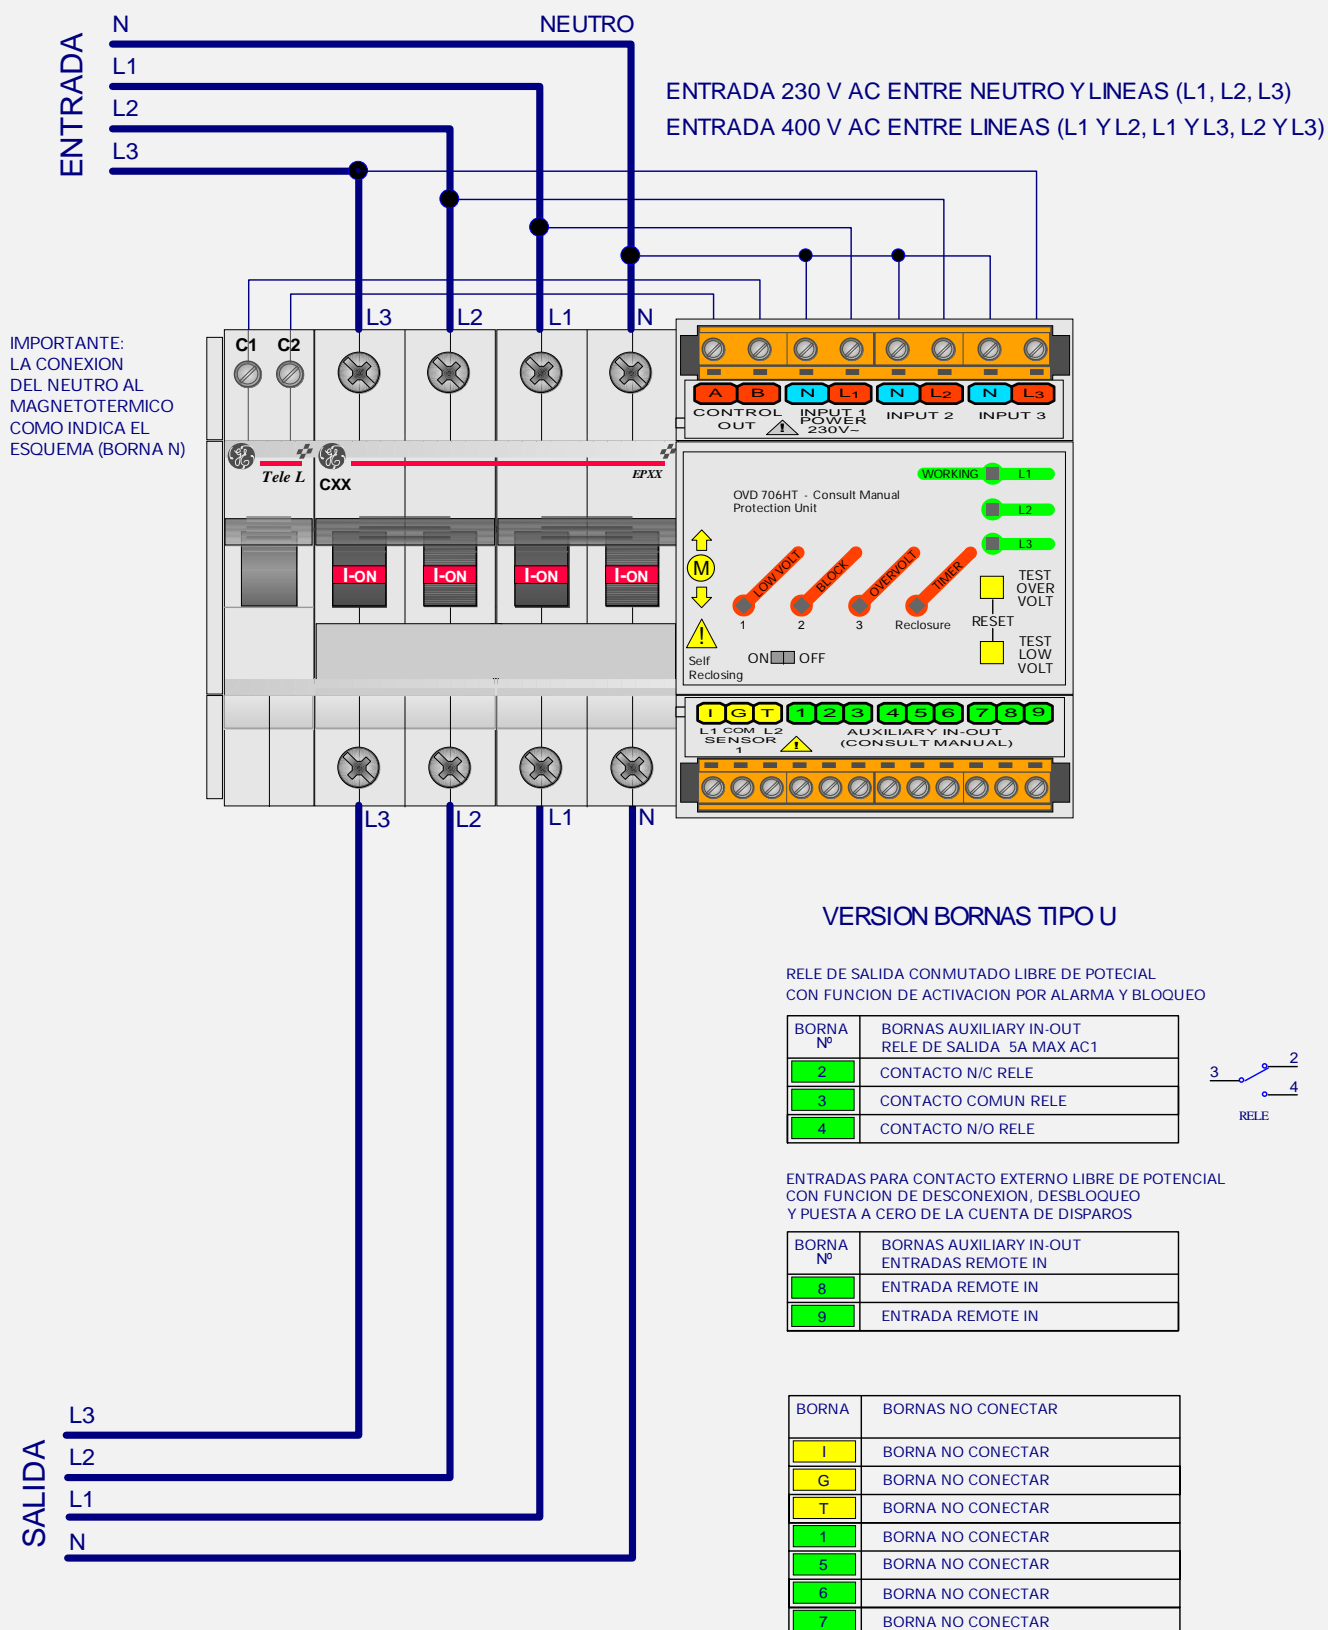 ENTRADA
N
NEUTRO
L1
L2
L3
ENTRADA 230 V AC ENTRE NEUTRO Y LINEAS (L1, L2, L3)
ENTRADA 400 V AC ENTRE LINEAS (L1 Y L2, L1 Y L3, L2 Y L3)
IMPORTANTE:
LA CONEXION
DEL NEUTRO AL
MAGNETOTERMICO
COMO INDICA EL
ESQUEMA (BORNA N)
L3 L2 L1 N
C1 C2
A B N L1 N L2 N L3
CONTROL OUT
INPUT 1
POWER
230V~
INPUT 2
INPUT 3
Tele L
CXX
EPXX
I-ON I-ON I-ON I-ON
OVD 706HT - Consult Manual
Protection Unit
WORKING L1
L2
L3
M
LOW VOLT
BLOCK
OVERVOLT
TIMER
1 2 3 Reclosure
TEST
OVER
VOLT
RESET
TEST
LOW
VOLT
Self
Reclosing
ON OFF
I G T 1 2 3 4 5 6 7 8 9
L1 COM L2
SENSOR
1
AUXILIARY IN-OUT
(CONSULT MANUAL)
L3 L2 L1 N
VERSION BORNAS TIPO U
RELE DE SALIDA CONMUTADO LIBRE DE POTECIAL
CON FUNCION DE ACTIVACION POR ALARMA Y BLOQUEO
BORNA Nº
BORNAS AUXILIARY IN-OUT
RELE DE SALIDA 5A MAX AC1
2 CONTACTO N/C RELE
3 CONTACTO COMUN RELE
4 CONTACTO N/O RELE
3
2
4
RELE
ENTRADAS PARA CONTACTO EXTERNO LIBRE DE POTENCIAL
CON FUNCION DE DESCONEXION, DESBLOQUEO
Y PUESTA A CERO DE LA CUENTA DE DISPAROS
BORNA Nº
BORNAS AUXILIARY IN-OUT
ENTRADAS REMOTE IN
8 ENTRADA REMOTE IN
9 ENTRADA REMOTE IN
BORNA BORNAS NO CONECTAR
I BORNA NO CONECTAR
G BORNA NO CONECTAR
T BORNA NO CONECTAR
1 BORNA NO CONECTAR
5 BORNA NO CONECTAR
6 BORNA NO CONECTAR
7 BORNA NO CONECTAR
SALIDA
L3
L2
L1
N